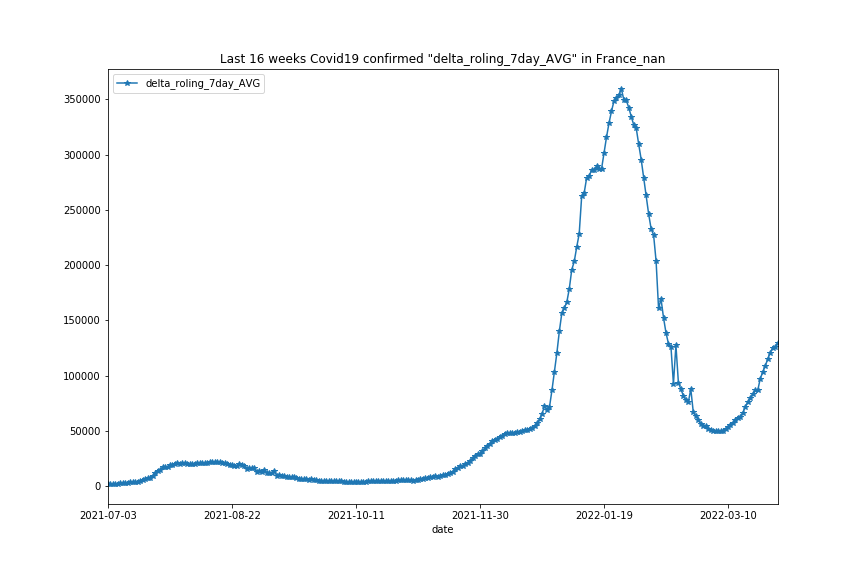 Last 16 weeks Covid19 confirmed "delta_roling_7day_AVG" in France_nan
delta_roling_7day_AVG
350000
300000
250000
200000
150000
100000
50000
0
2021-07-03 2021-08-22 2021-10-11 2021-11-30 2022-01-19 2022-03-10
date